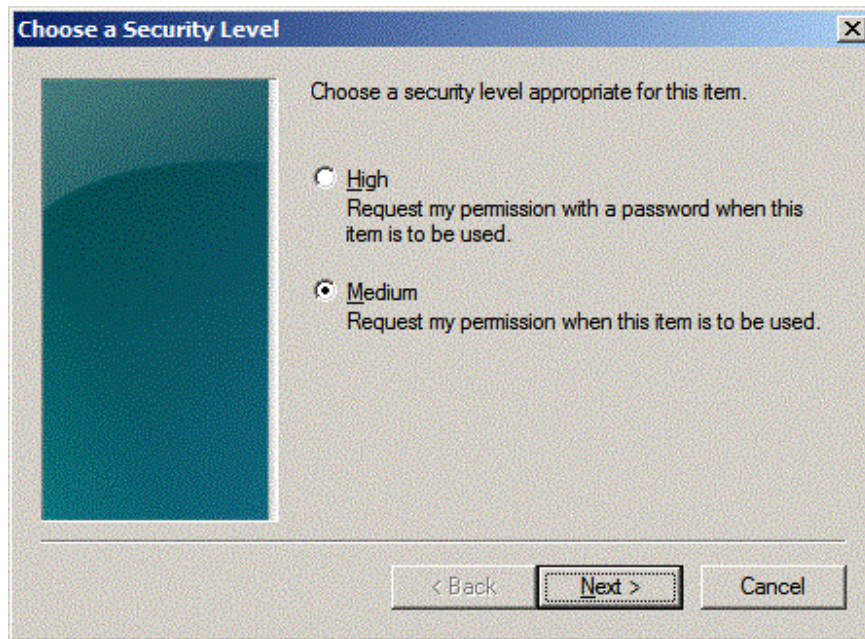 Choose a Security Level
Choose a security level appropriate for this item.
High
Request my permission with a password when this
item is to be used.
Medium
Request my permission when this item is to be used.
< Back
Next >
Cancel